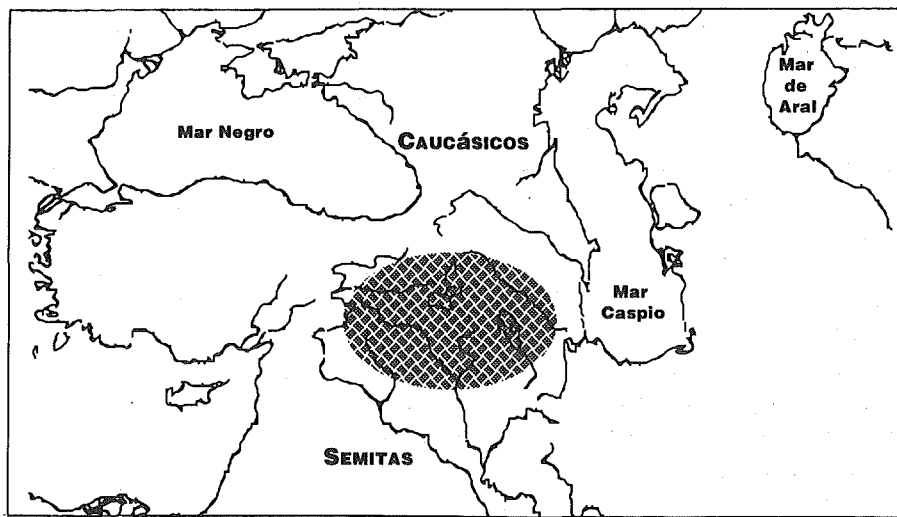 Mar
de
Aral
Mar Negro
CAUCÁSICOS
Mar
Caspio
SEMITAS